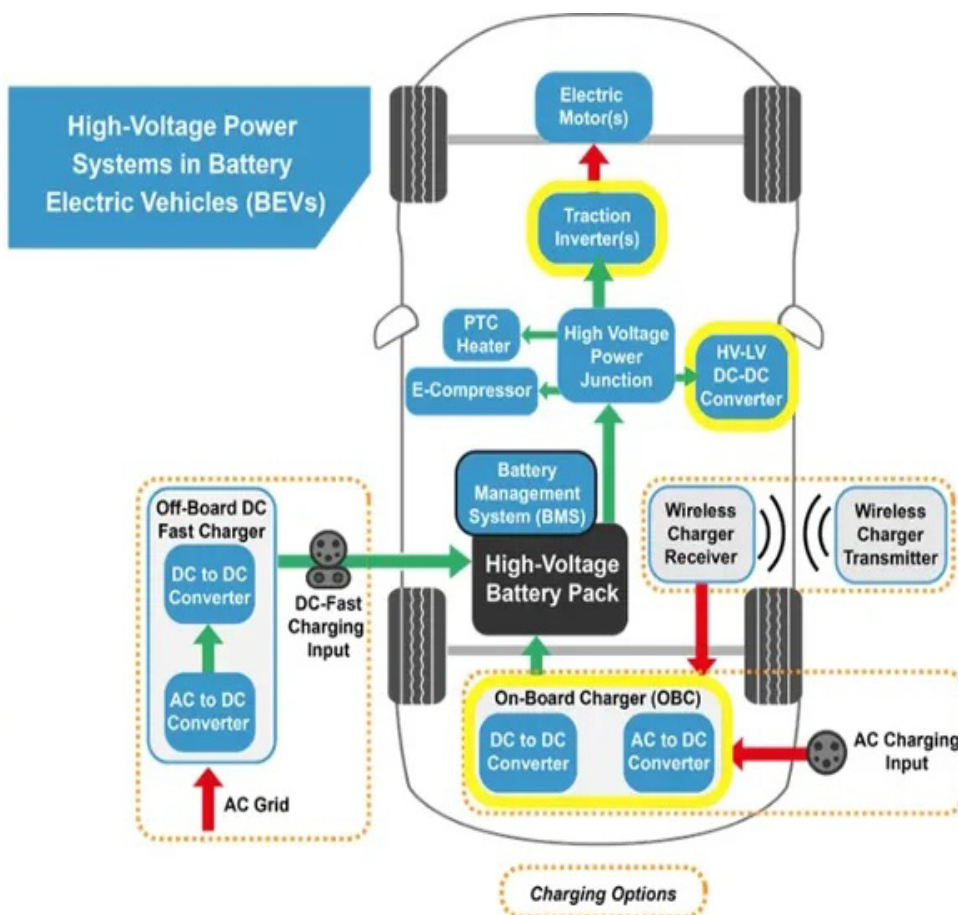 High-Voltage Power
Systems in Battery
Electric Vehicles (BEVs)
Electric
Motor(s)
Traction
Inverter(s)
PTC
Heater
High Voltage
Power
Junction
HV-LV
DC-DC
Converter
E-Compressor
Battery
Management
System (BMS)
High-Voltage
Battery Pack
Off-Board DC
Fast Charger
DC to DC
Converter
AC to DC
Converter
AC Grid
DC-Fast
Charging
Input
Wireless
Charger
Receiver
Wireless
Charger
Transmitter
On-Board Charger (OBC)
DC to DC
Converter
AC to DC
Converter
AC Charging
Input
Charging Options